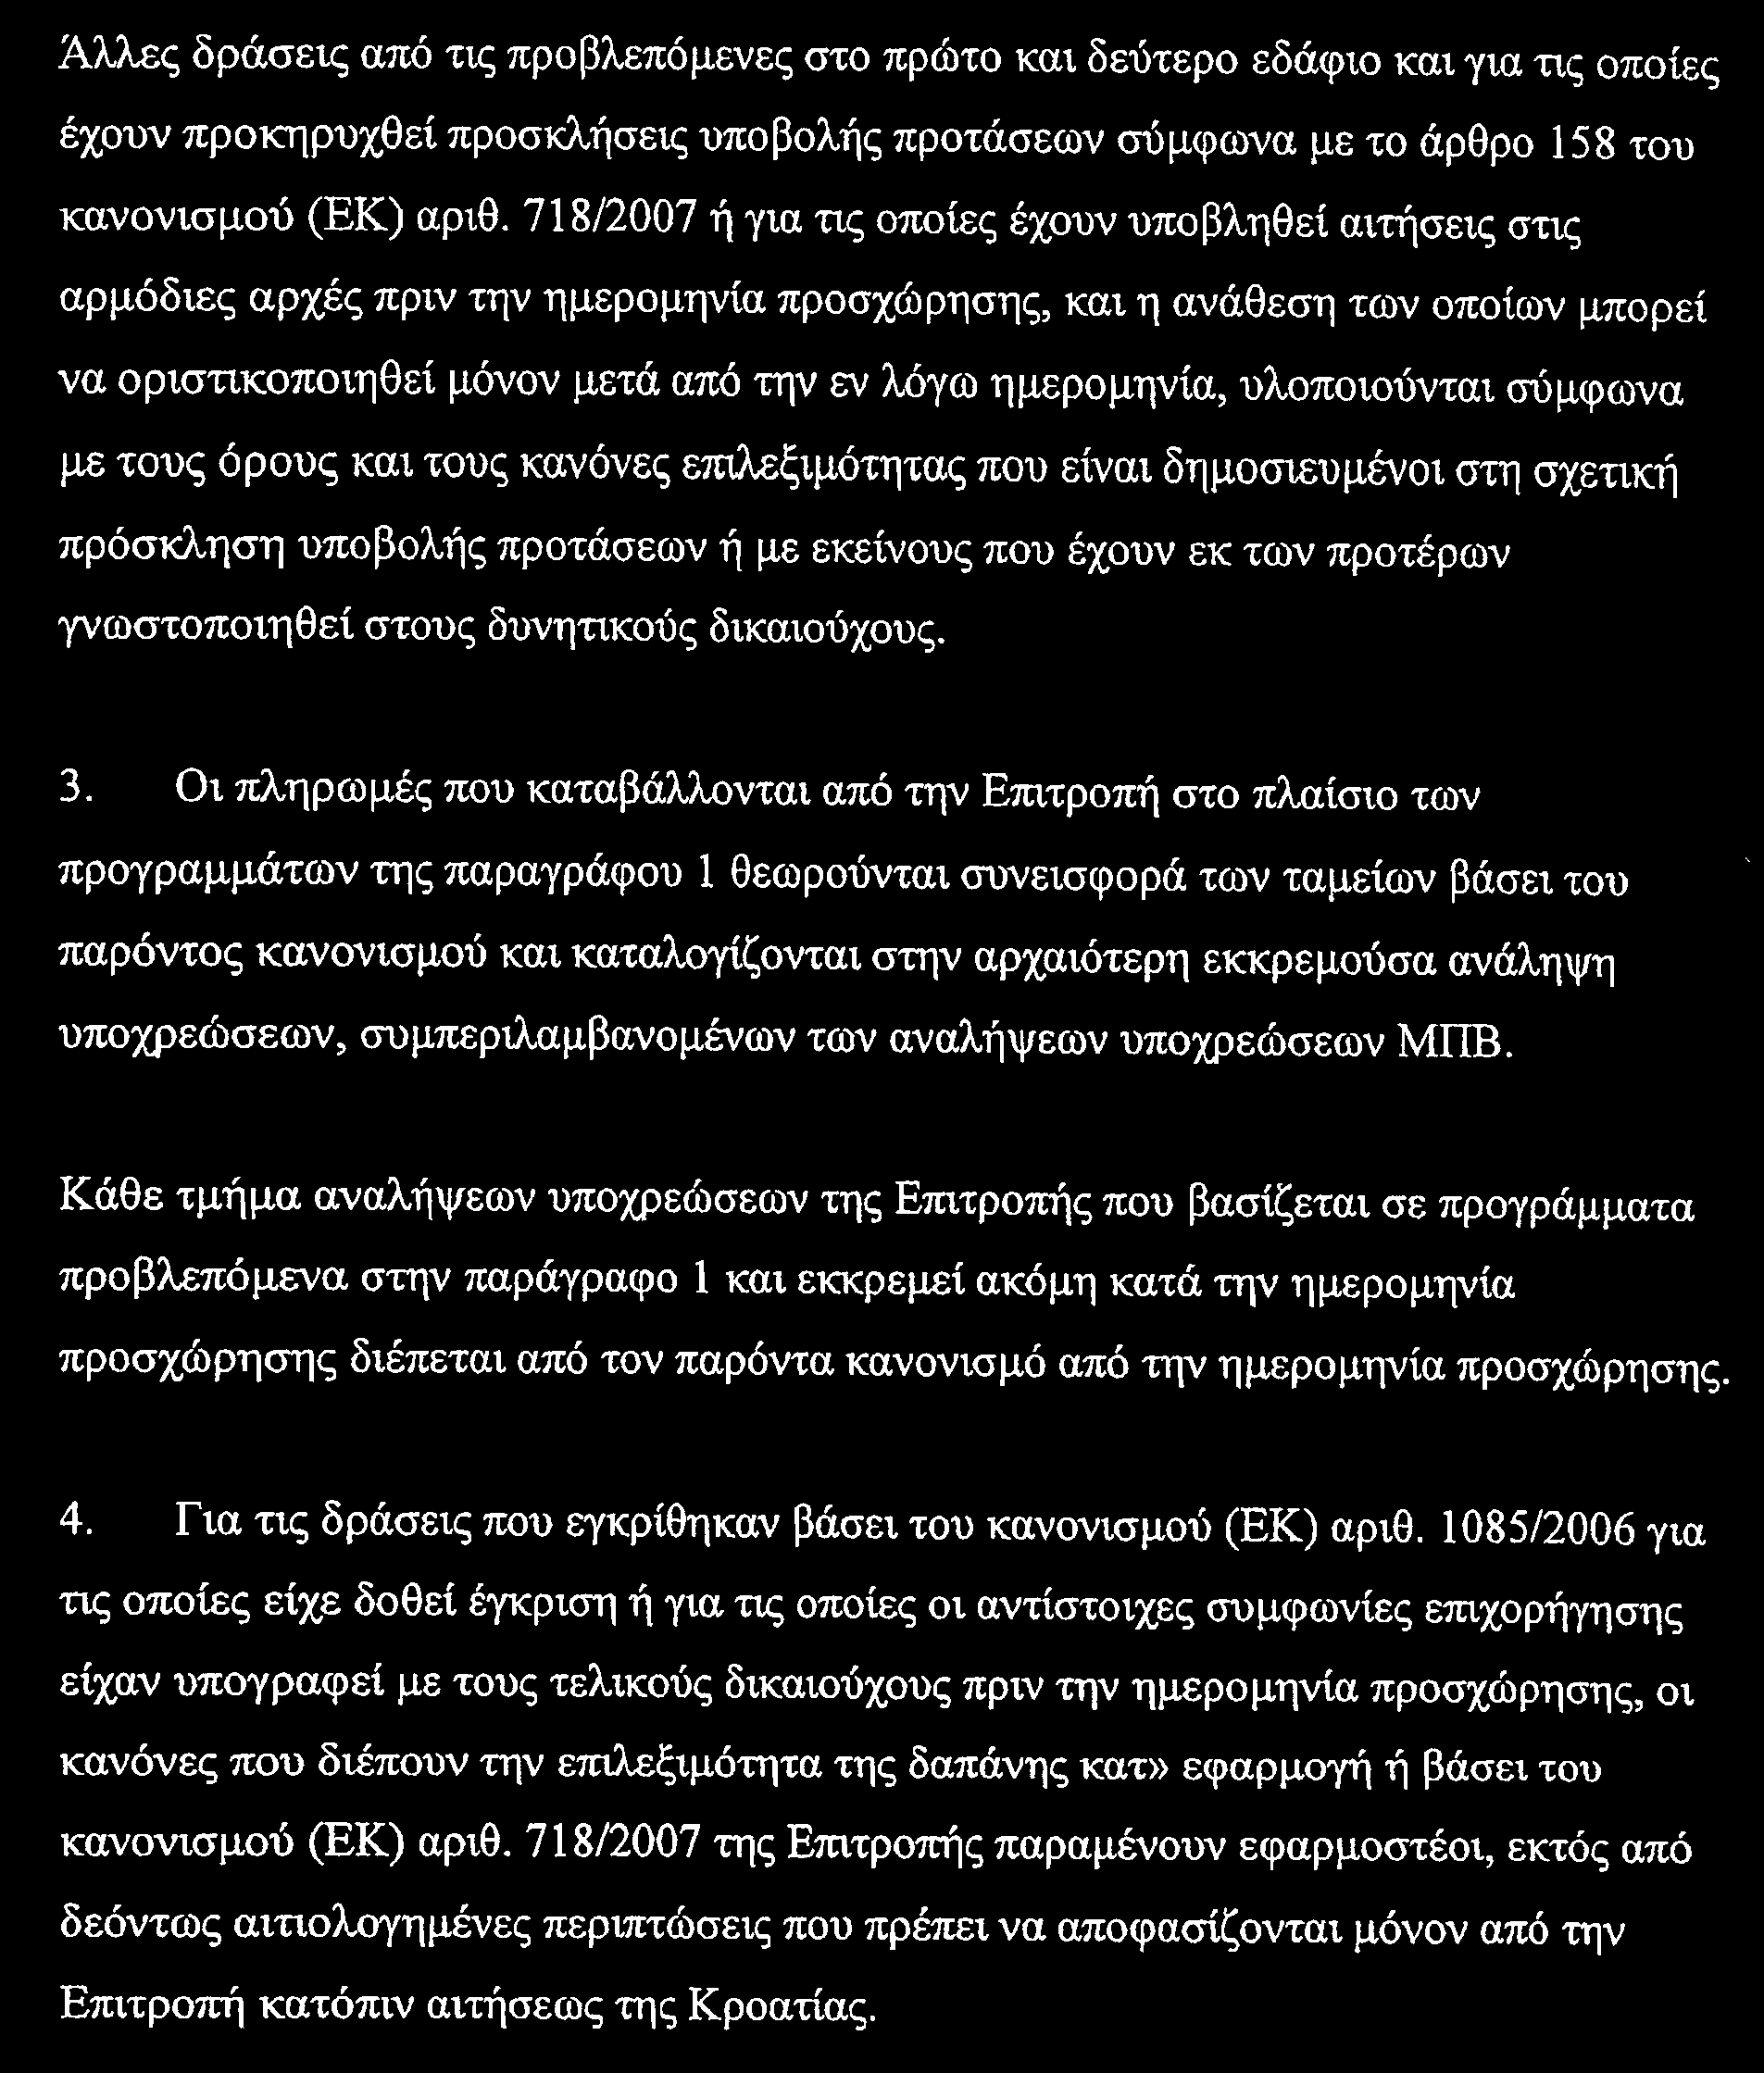 Άλλες δράσεις από τις προβλεπόμενες στο πρώτο και δεύτερο εδάφιο και για τις οποίες
έχουν προκηρυχθεί προσκλήσεις υποβολής προτάσεων σύμφωνα με το άρθρο 158 του
κανονισμού (ΕΚ) αριθ. 718/2007 ή για τις οποίες έχουν υποβληθεί αιτήσεις στις
αρμόδιες αρχές πριν την ημερομηνία προσχώρησης, και η ανάθεση των οποίων μπορεί
να οριστικοποιηθεί μόνον μετά από την εν λόγω ημερομηνία, υλοποιούνται σύμφωνα
με τους όρους και τους κανόνες επιλεξιμότητας που είναι δημοσιευμένοι στη σχετική
πρόσκληση υποβολής προτάσεων ή με εκείνους που έχουν εκ των προτέρων
γνωστοποιηθεί στους δυνητικούς δικαιούχους.
3. Οι πληρωμές που καταβάλλονται από την Επιτροπή στο πλαίσιο των
προγραμμάτων της παραγράφου 1 θεωρούνται συνεισφορά των ταμείων βάσει του
παρόντος κανονισμού και καταλογίζονται στην αρχαιότερη εκκρεμούσα ανάληψη
υποχρεώσεων, συμπεριλαμβανομένων των αναλήψεων υποχρεώσεων ΜΠΒ.
Κάθε τμήμα αναλήψεων υποχρεώσεων της Επιτροπής που βασίζεται σε προγράμματα
προβλεπόμενα στην παράγραφο 1 και εκκρεμεί ακόμη κατά την ημερομηνία
προσχώρησης διέπεται από τον παρόντα κανονισμό από την ημερομηνία προσχώρησης.
4. Για τις δράσεις που εγκρίθηκαν βάσει του κανονισμού (ΕΚ) αριθ. 1085/2006 για
τις οποίες είχε δοθεί έγκριση ή για τις οποίες οι αντίστοιχες συμφωνίες επιχορήγησης
είχαν υπογραφεί με τους τελικούς δικαιούχους πριν την ημερομηνία προσχώρησης, οι
κανόνες που διέπουν την επιλεξιμότητα της δαπάνης κατ» εφαρμογή ή βάσει του
κανονισμού (ΕΚ) αριθ. 718/2007 της Επιτροπής παραμένουν εφαρμοστέοι, εκτός από
δεόντως αιτιολογημένες περιπτώσεις που πρέπει να αποφασίζονται μόνον από την
Επιτροπή κατόπιν αιτήσεως της Κροατίας.